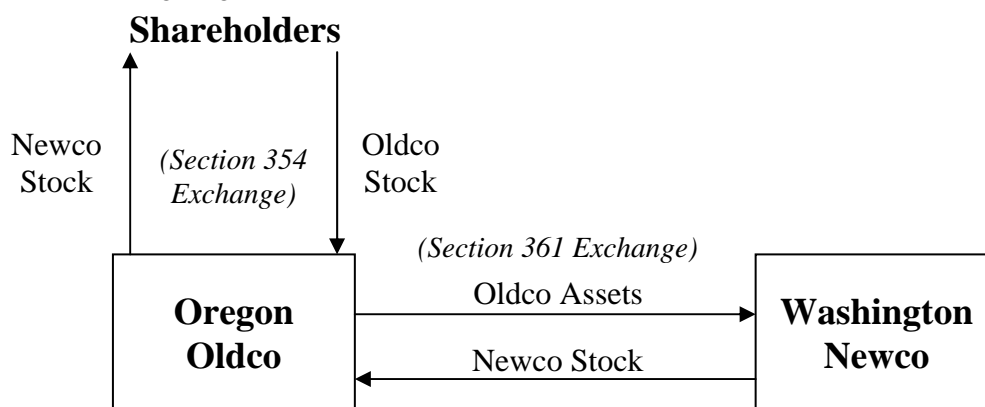 Shareholders
Newco
Stock
(Section 354
Exchange)
Oldco
Stock
(Section 361 Exchange)
Oldco Assets
Newco Stock
Oregon
Oldco
Washington
Newco